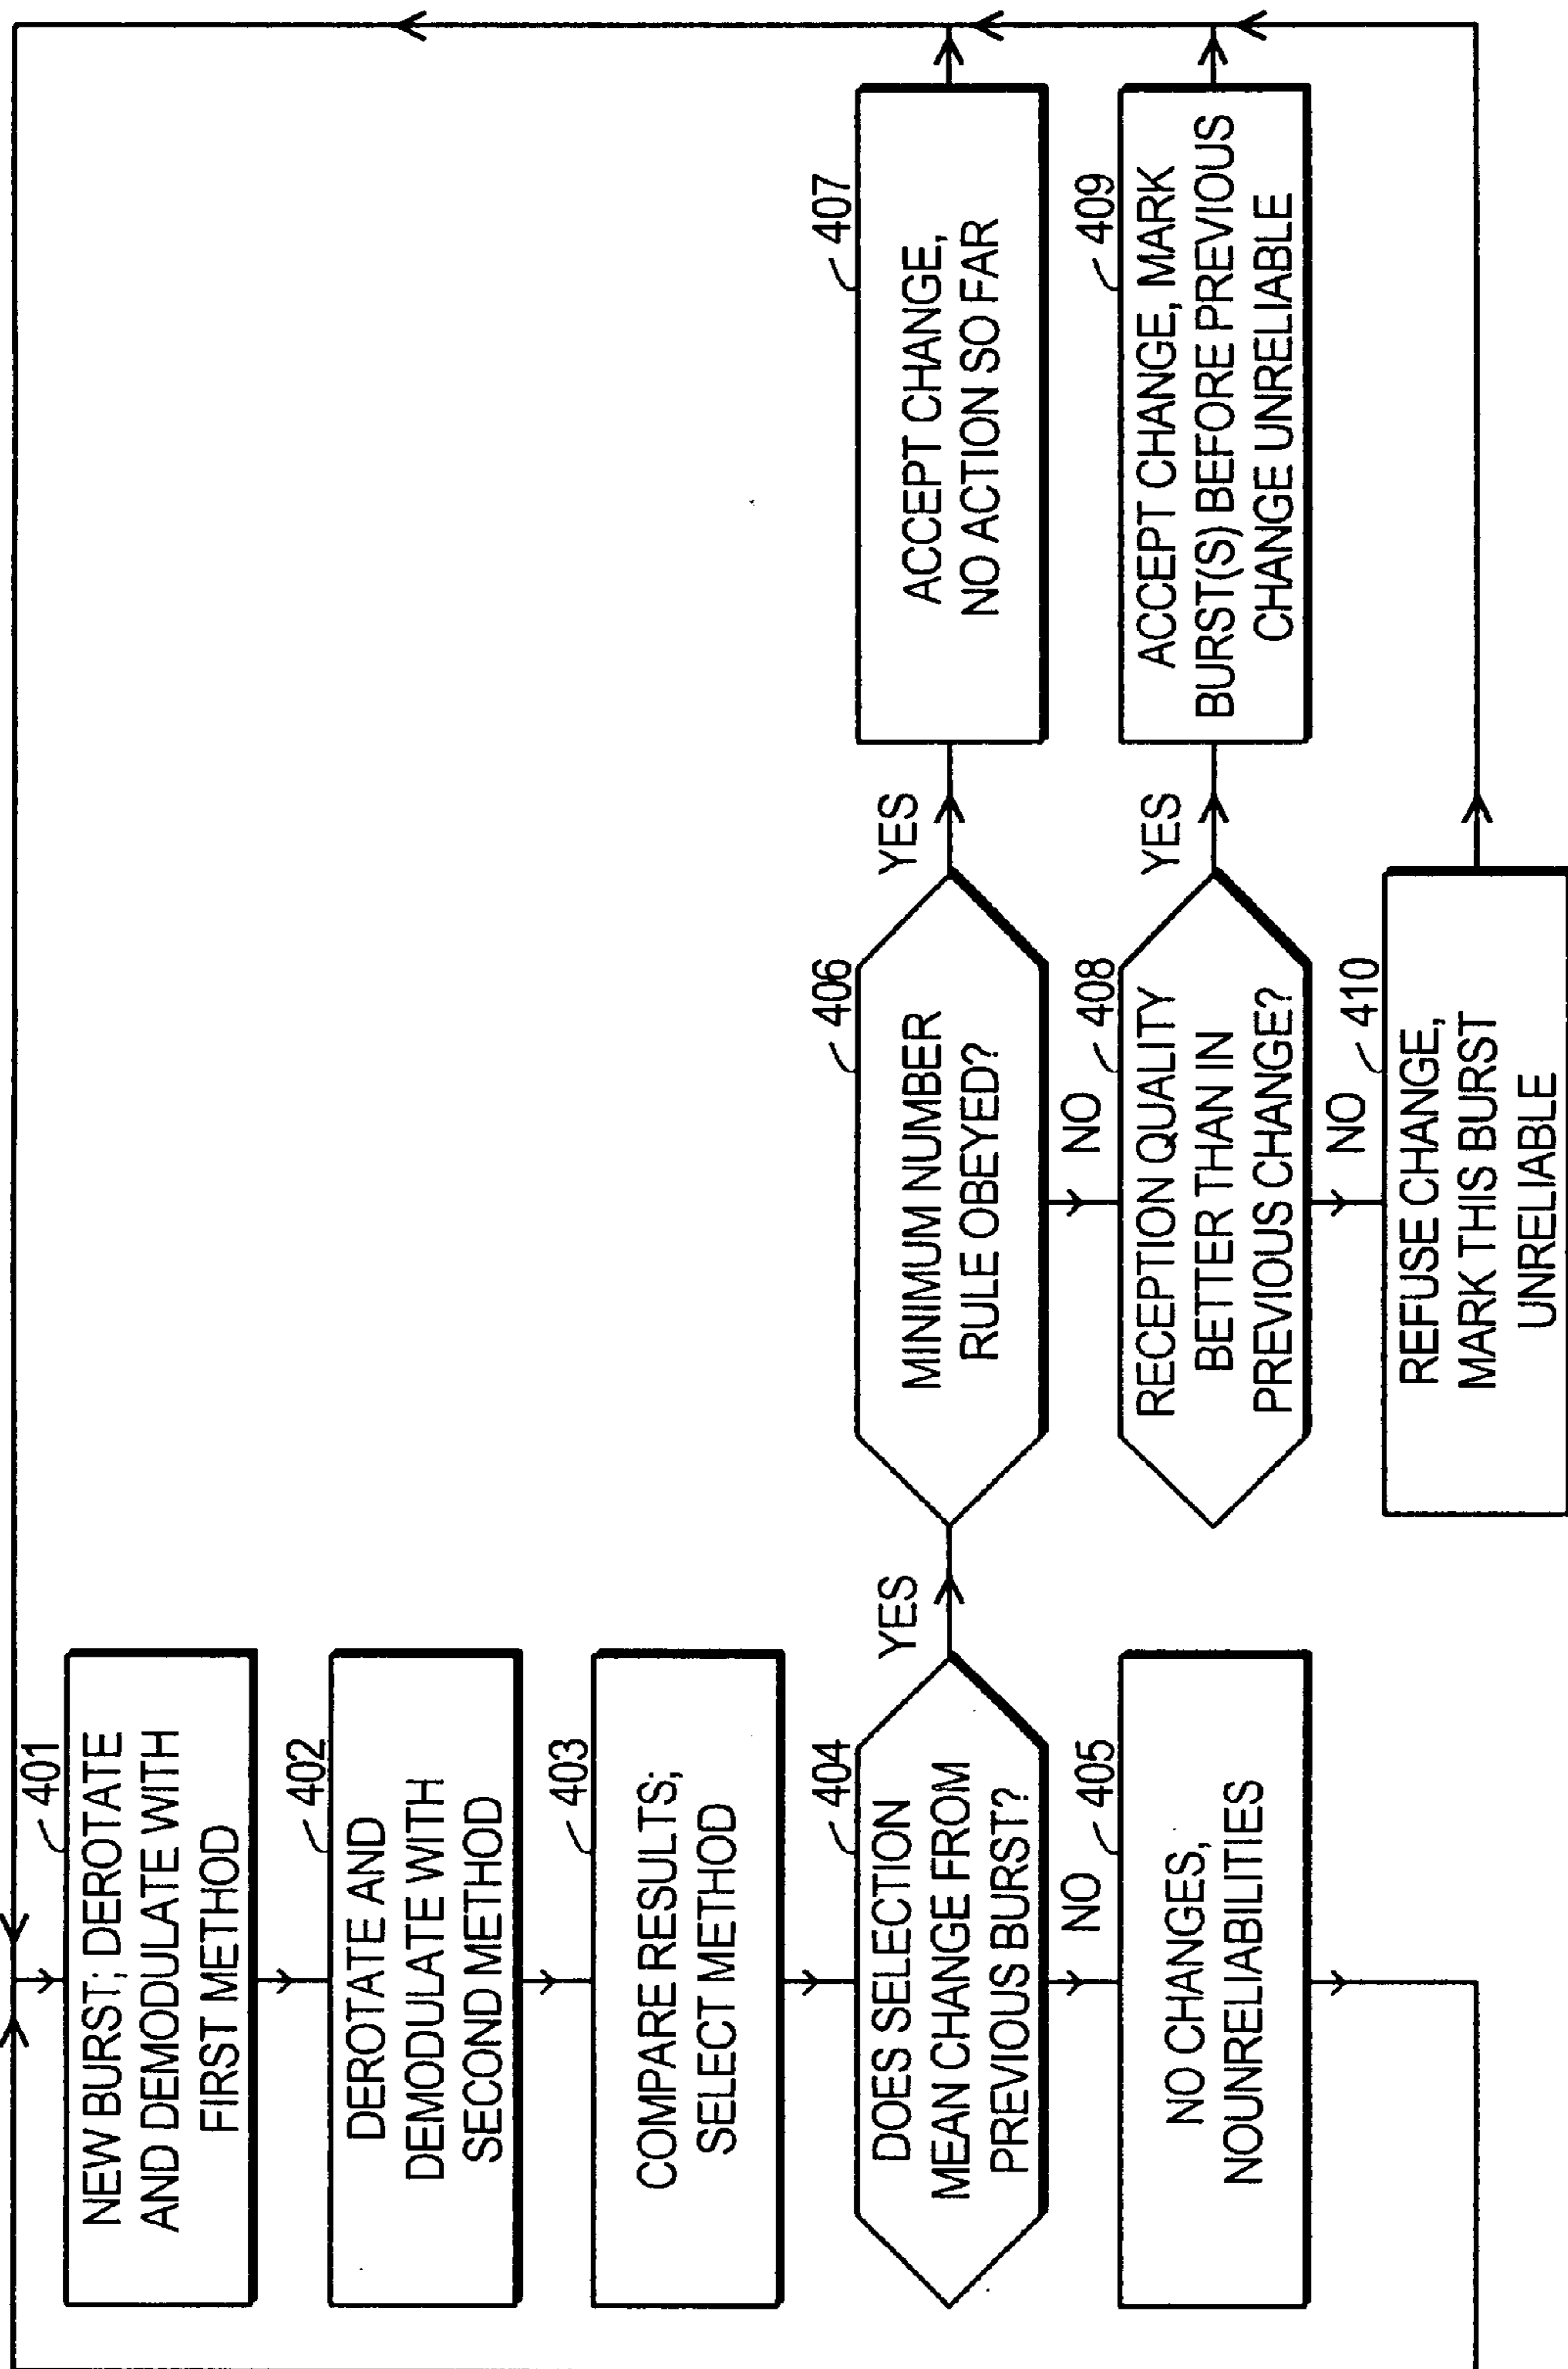 401
NEW BURST; DEROTATE
AND DEMODULATE WITH
FIRST METHOD
402
DEROTATE AND
DEMODULATE WITH
SECOND METHOD
403
COMPARE RESULTS;
SELECT METHOD
404
DOES SELECTION
MEAN CHANGE FROM
PREVIOUS BURST?
YES
NO
405
NO CHANGES,
NOUNRELIABILITIES
406
MINIMUM NUMBER
RULE OBEYED?
YES
NO
407
ACCEPT CHANGE,
NO ACTION SO FAR
408
RECEPTION QUALITY
BETTER THAN IN
PREVIOUS CHANGE?
YES
NO
409
ACCEPT CHANGE, MARK
BURST(S) BEFORE PREVIOUS
CHANGE UNRELIABLE
410
REFUSE CHANGE,
MARK THIS BURST
UNRELIABLE